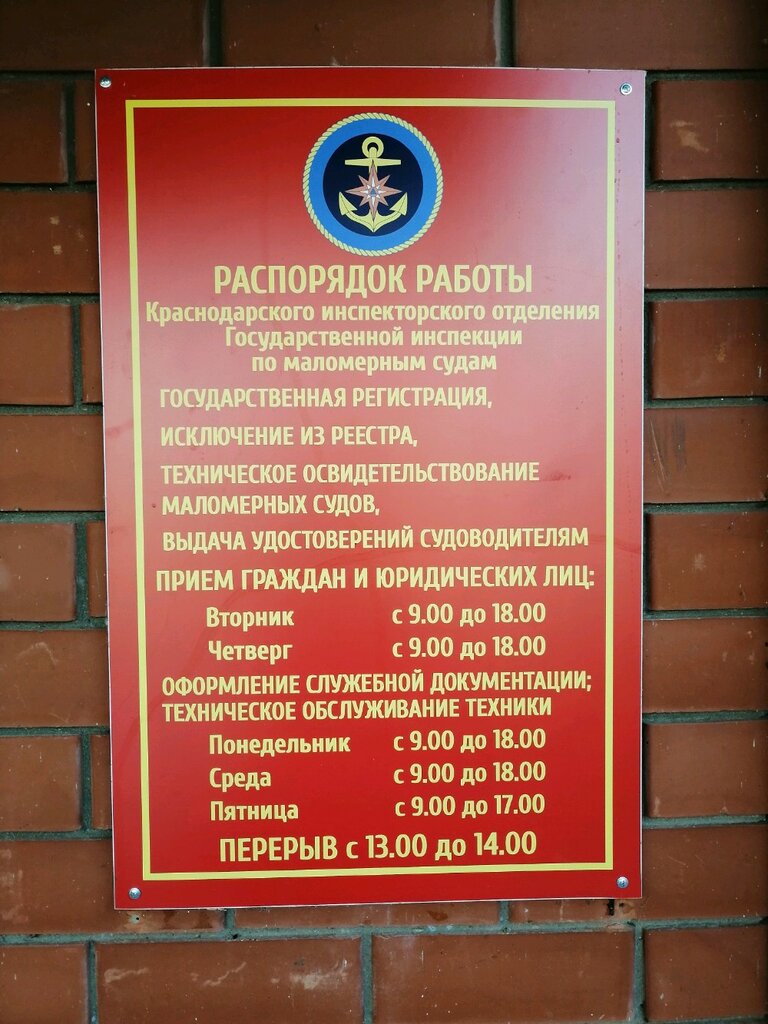 РАСПОРЯДОК РАБОТЫ
Краснодарского инспекторского отделения
Государственной инспекции
по маломерным судам
ГОСУДАРСТВЕННАЯ РЕГИСТРАЦИЯ,
ИСКЛЮЧЕНИЕ ИЗ РЕЕСТРА,
ТЕХНИЧЕСКОЕ ОСВИДЕТЕЛЬСТВОВАНИЕ
МАЛОМЕРНЫХ СУДОВ,
ВЫДАЧА УДОСТОВЕРЕНИЙ СУДОВОДИТЕЛЯМ
ПРИЕМ ГРАЖДАН И ЮРИДИЧЕСКИХ ЛИЦ:
Вторник с 9.00 до 18.00
Четверг с 9.00 до 18.00
ОФОРМЛЕНИЕ СЛУЖЕБНОЙ ДОКУМЕНТАЦИИ;
ТЕХНИЧЕСКОЕ ОБСЛУЖИВАНИЕ ТЕХНИКИ
Понедельник с 9.00 до 18.00
Среда с 9.00 до 18.00
Пятница с 9.00 до 17.00
ПЕРЕРЫВ с 13.00 до 14.00